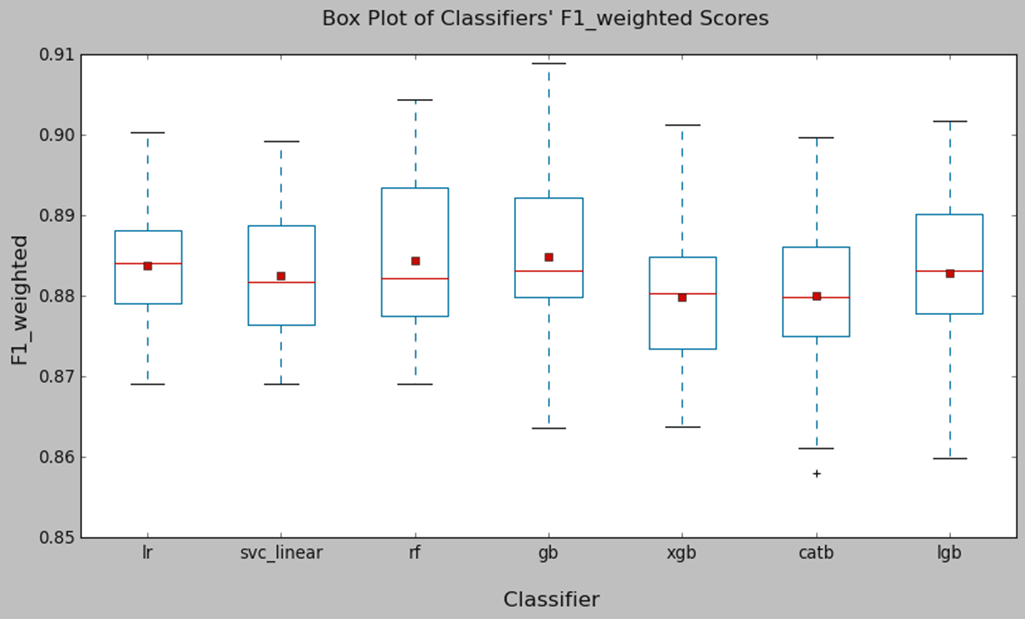 Box Plot of Classifiers' F1_weighted Scores
0.91
0.90
0.89
0.88
0.87
0.86
0.85
F1_weighted
lr svc_linear rf gb xgb catb lgb
Classifier